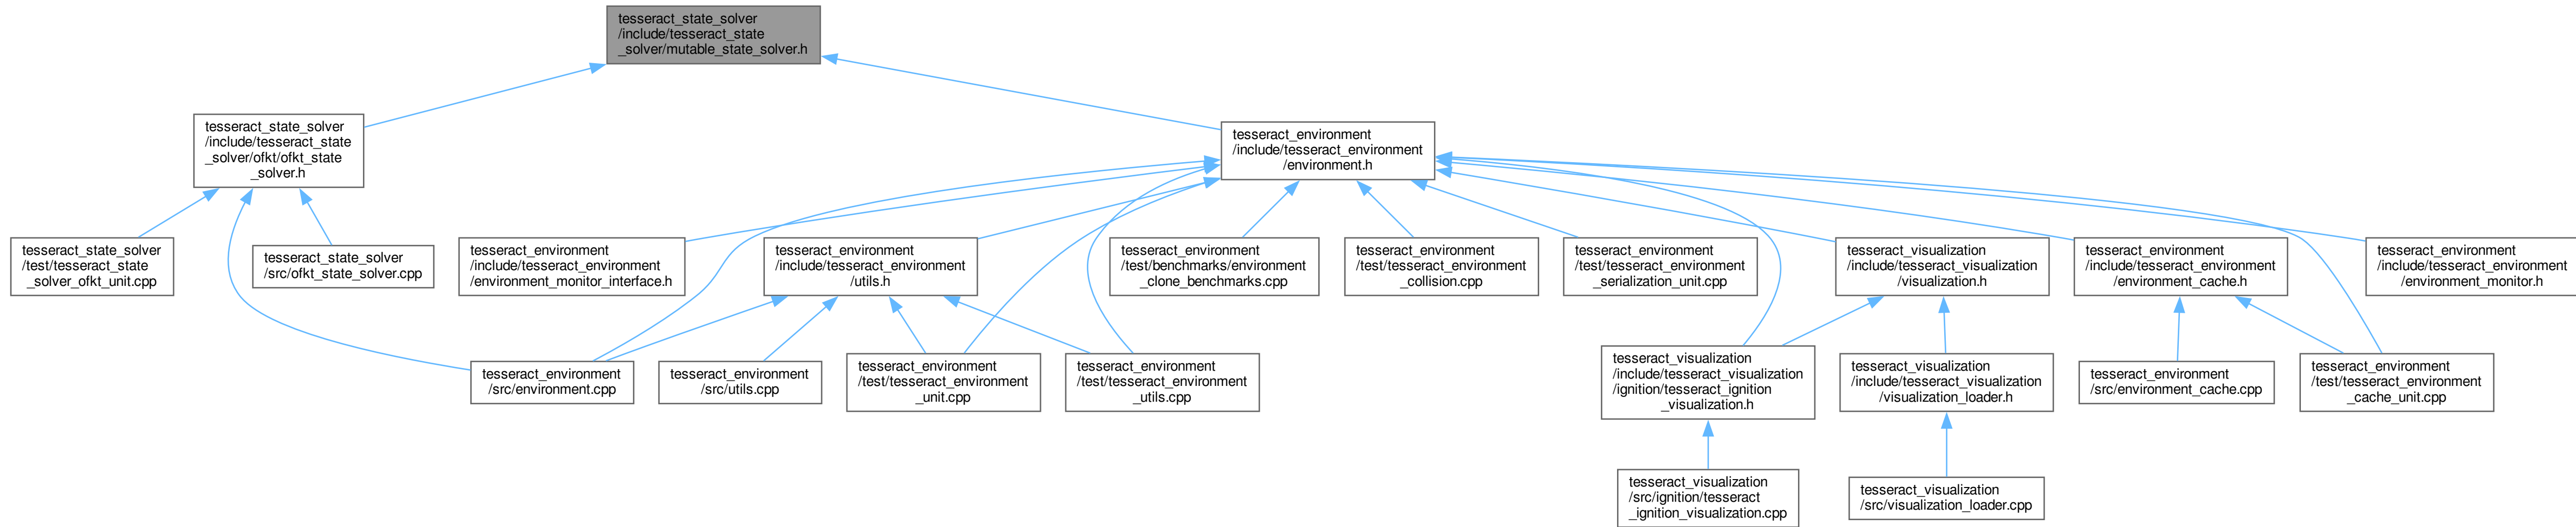 tesseract_state_solver
/include/tesseract_state
_solver/mutable_state_solver.h
tesseract_state_solver
/include/tesseract_state
_solver/ofkt/ofkt_state
_solver.h
tesseract_environment
/include/tesseract_environment
/environment.h
tesseract_state_solver
/test/tesseract_state
_solver_ofkt_unit.cpp
tesseract_state_solver
/src/ofkt_state_solver.cpp
tesseract_environment
/include/tesseract_environment
/environment_monitor_interface.h
tesseract_environment
/include/tesseract_environment
/utils.h
tesseract_environment
/test/benchmarks/environment
_clone_benchmarks.cpp
tesseract_environment
/test/tesseract_environment
_collision.cpp
tesseract_environment
/test/tesseract_environment
_serialization_unit.cpp
tesseract_visualization
/include/tesseract_visualization
/visualization.h
tesseract_environment
/include/tesseract_environment
/environment_cache.h
tesseract_environment
/include/tesseract_environment
/environment_monitor.h
tesseract_environment
/src/environment.cpp
tesseract_environment
/src/utils.cpp
tesseract_environment
/test/tesseract_environment
_unit.cpp
tesseract_environment
/test/tesseract_environment
_utils.cpp
tesseract_visualization
/include/tesseract_visualization
/ignition/tesseract_ignition
_visualization.h
tesseract_visualization
/include/tesseract_visualization
/visualization_loader.h
tesseract_environment
/src/environment_cache.cpp
tesseract_environment
/test/tesseract_environment
_cache_unit.cpp
tesseract_visualization
/src/ignition/tesseract
_ignition_visualization.cpp
tesseract_visualization
/src/visualization_loader.cpp